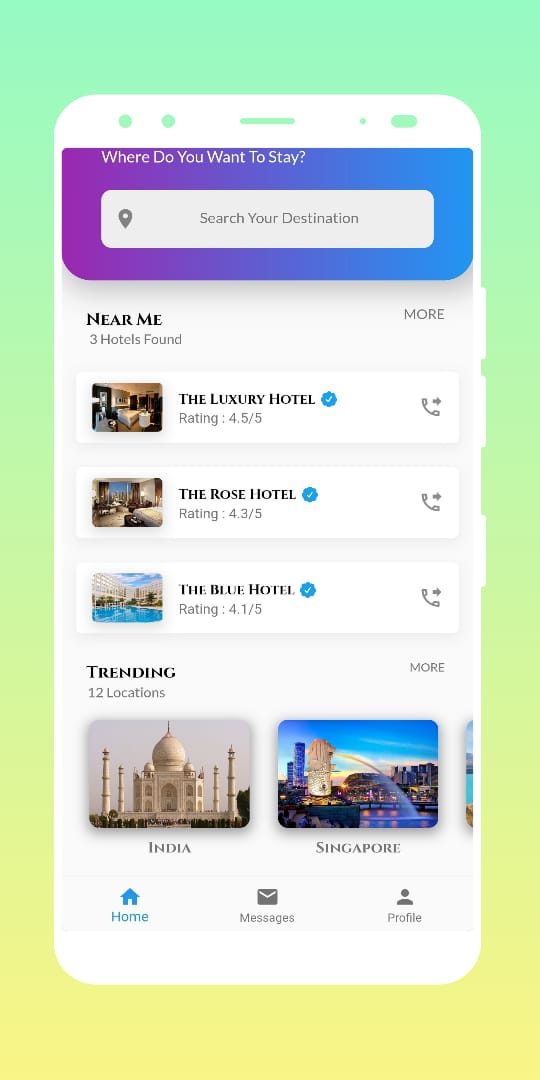 Where Do You Want To Stay?
Search Your Destination
Near Me
MORE
3 Hotels Found
The Luxury Hotel
Rating : 4.5/5
The Rose Hotel
Rating : 4.3/5
The Blue Hotel
Rating : 4.1/5
Trending
MORE
12 Locations
India
Singapore
Home
Messages
Profile